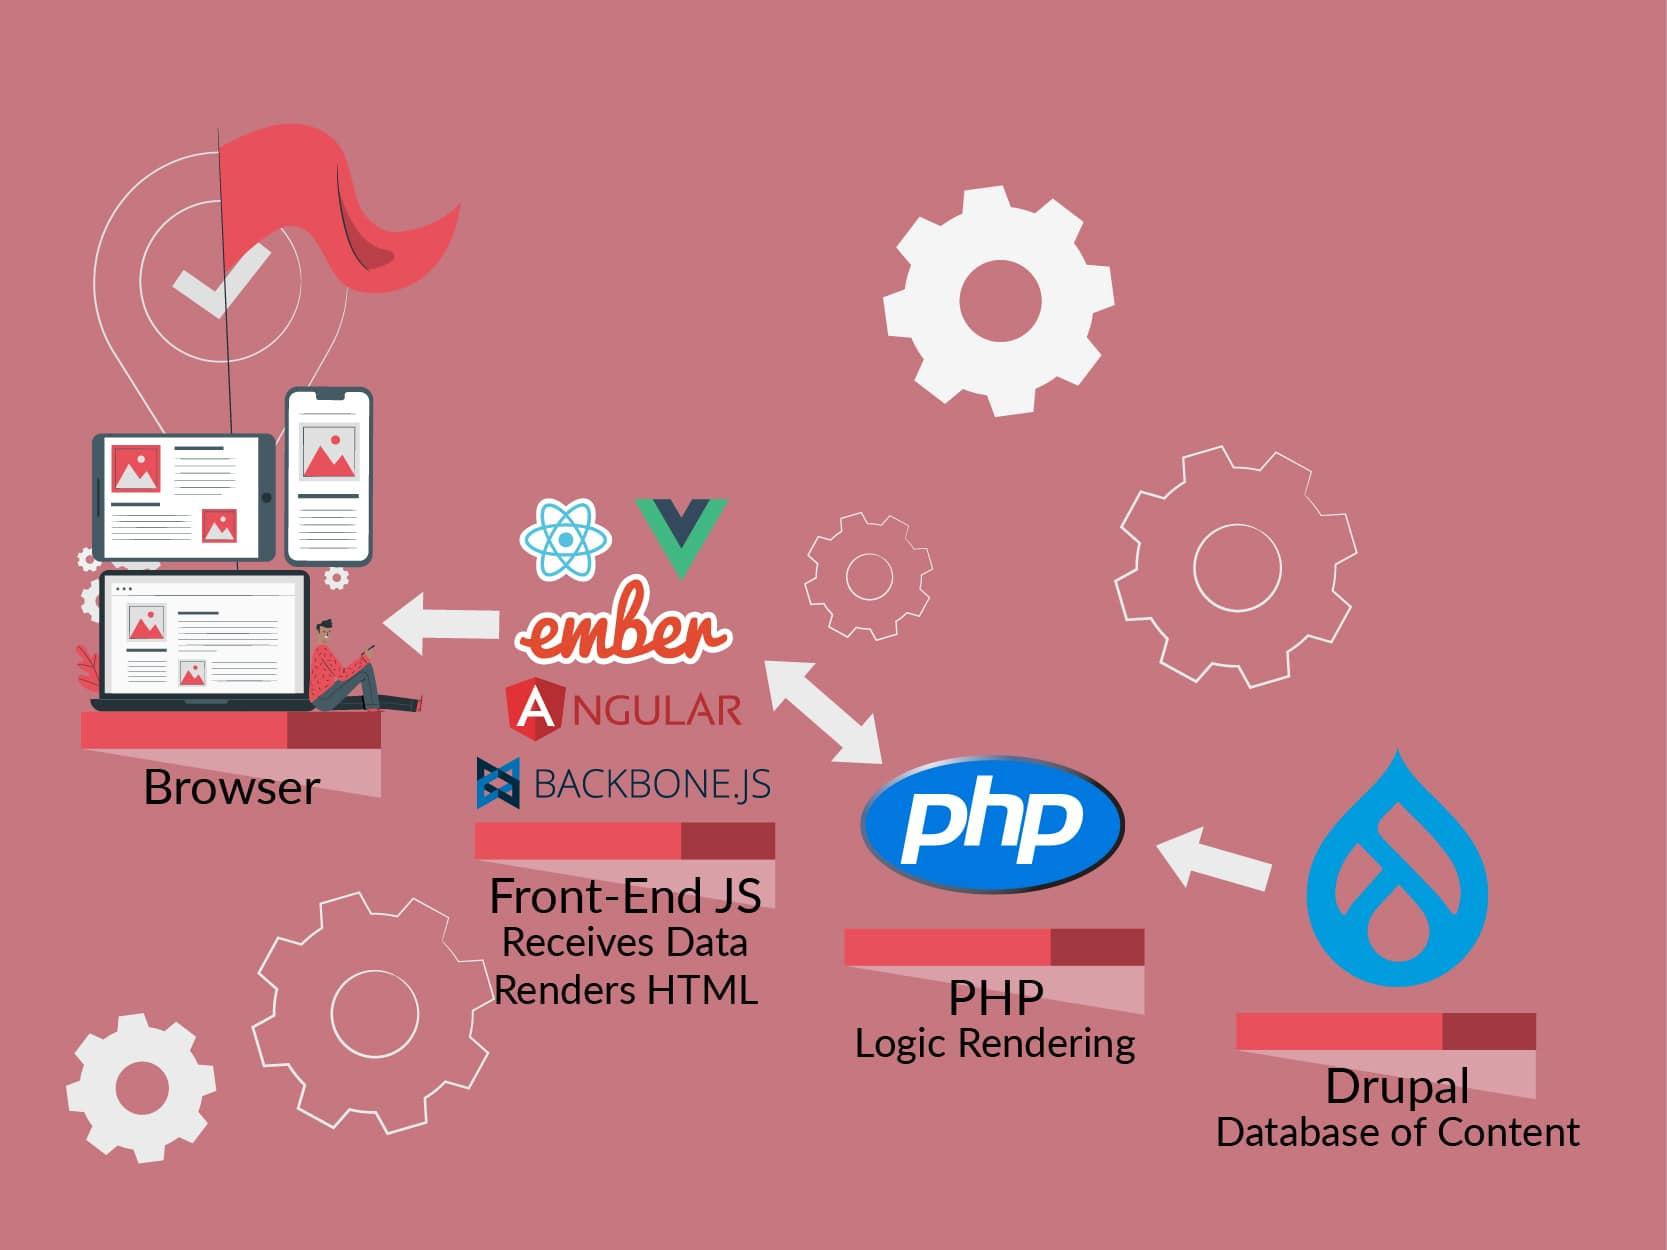 Browser
ember
ANGULAR
BACKBONE.JS
Front-End JS
Receives Data
Renders HTML
php
PHP
Logic Rendering
Drupal
Database of Content